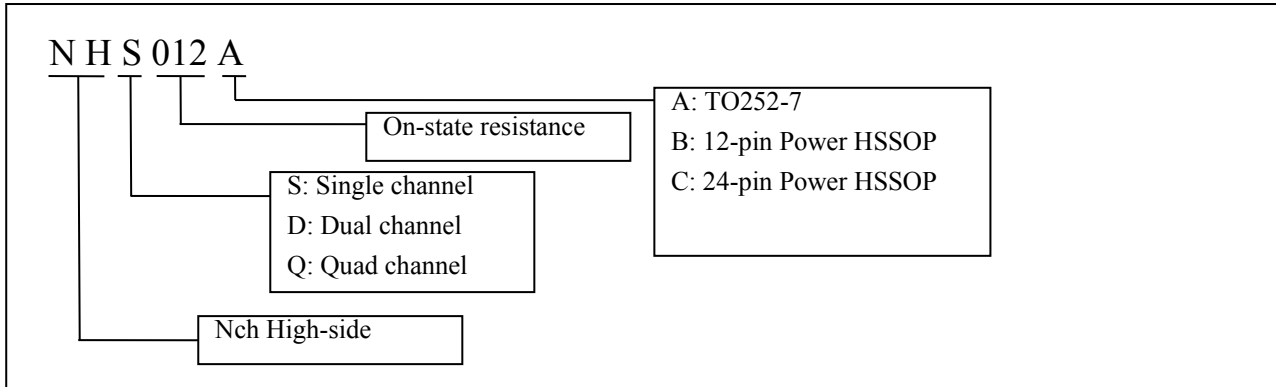 N H S 012 A
A: TO252-7
B: 12-pin Power HSSOP
C: 24-pin Power HSSOP
On-state resistance
S: Single channel
D: Dual channel
Q: Quad channel
Nch High-side